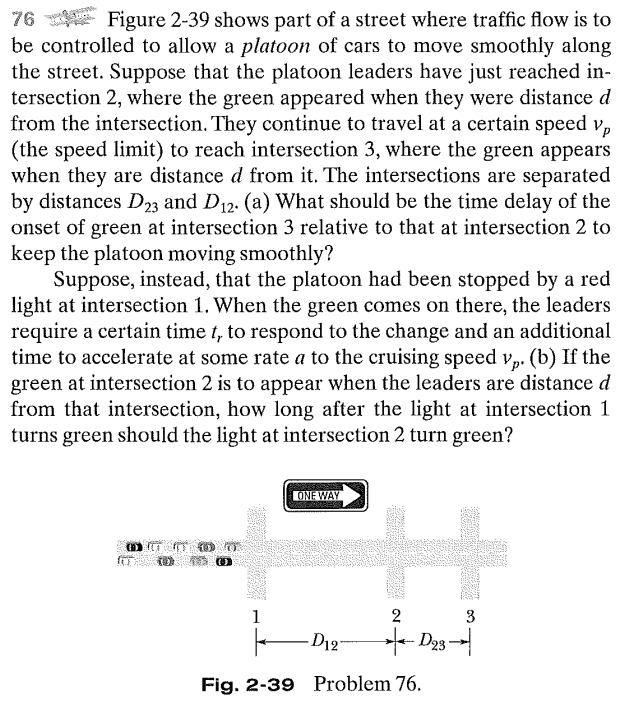 76 Figure 2-39 shows part of a street where traffic flow is to
be controlled to allow a platoon of cars to move smoothly along
the street. Suppose that the platoon leaders have just reached in-
tersection 2, where the green appeared when they were distance d
from the intersection. They continue to travel at a certain speed vₚ
(the speed limit) to reach intersection 3, where the green appears
when they are distance d from it. The intersections are separated
by distances D₂₃ and D₁₂. (a) What should be the time delay of the
onset of green at intersection 3 relative to that at intersection 2 to
keep the platoon moving smoothly?
Suppose, instead, that the platoon had been stopped by a red
light at intersection 1. When the green comes on there, the leaders
require a certain time tᵣ to respond to the change and an additional
time to accelerate at some rate a to the cruising speed vₚ. (b) If the
green at intersection 2 is to appear when the leaders are distance d
from that intersection, how long after the light at intersection 1
turns green should the light at intersection 2 turn green?
ONE WAY
1 2 3
D₁₂ D₂₃
Fig. 2-39 Problem 76.